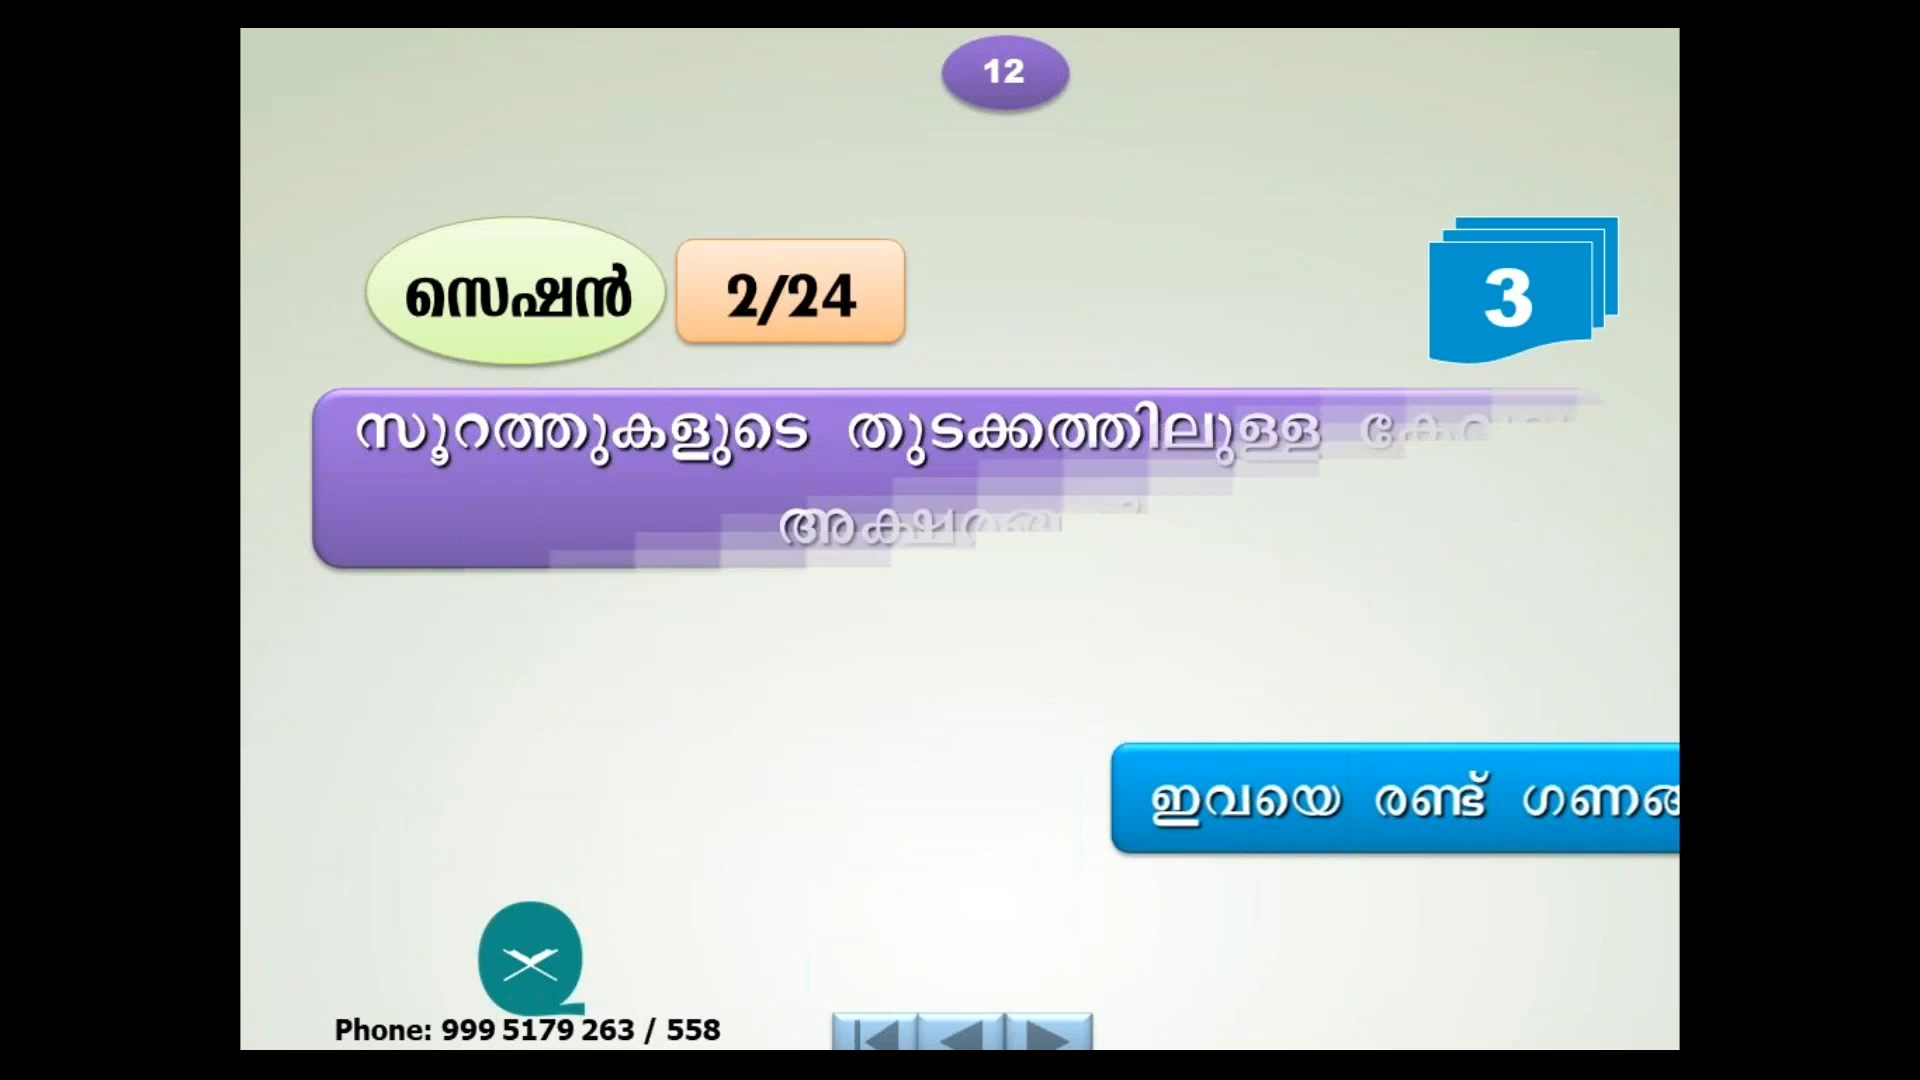 12
സെഷൻ 2/24
3
സൂറത്തുകളുടെ തുടക്കത്തിലുള്ള
ഇവയെ രണ്ട്
Phone: 999 5179 263 / 558